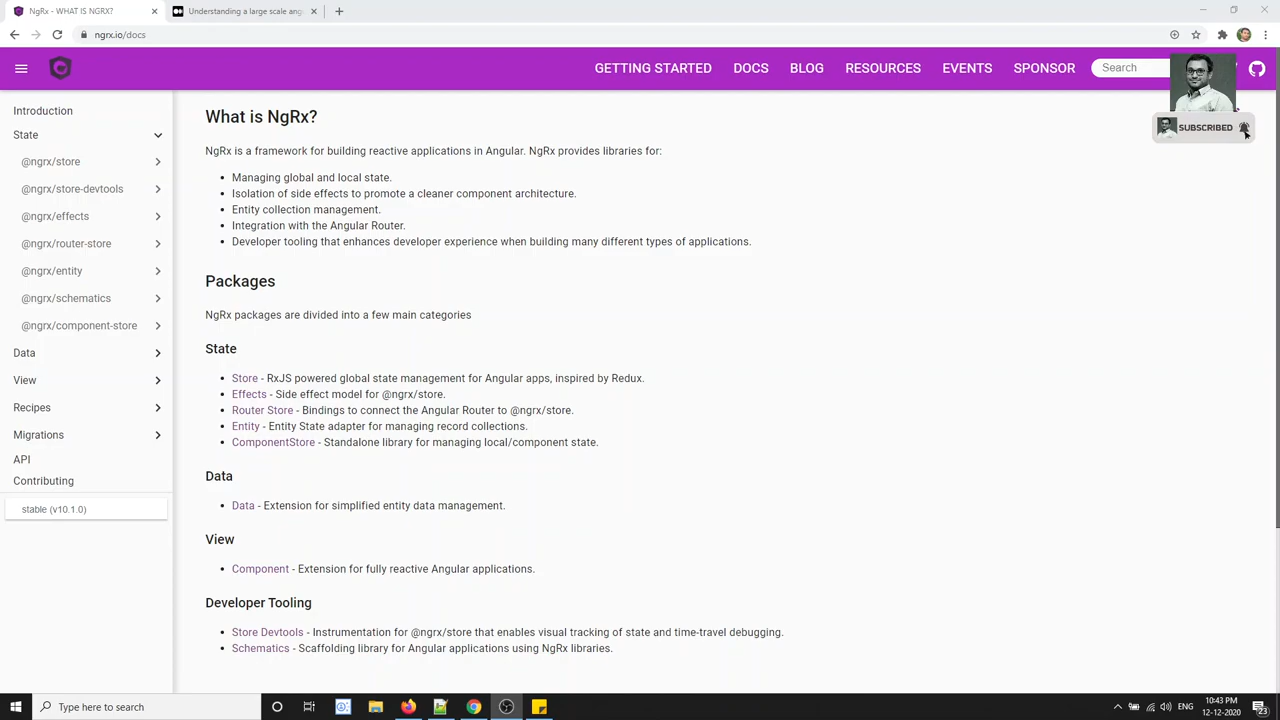 NgRx - WHAT IS NGRX?
Understanding a large scale ang
ngrx.io/docs
GETTING STARTED
DOCS
BLOG
RESOURCES
EVENTS
SPONSOR
Search
SUBSCRIBED
Introduction
State
@ngrx/store
@ngrx/store-devtools
@ngrx/effects
@ngrx/router-store
@ngrx/entity
@ngrx/schematics
@ngrx/component-store
Data
View
Recipes
Migrations
API
Contributing
stable (v10.1.0)
What is NgRx?
NgRx is a framework for building reactive applications in Angular. NgRx provides libraries for:
Managing global and local state.
Isolation of side effects to promote a cleaner component architecture.
Entity collection management.
Integration with the Angular Router.
Developer tooling that enhances developer experience when building many different types of applications.
Packages
NgRx packages are divided into a few main categories
State
Store - RxJS powered global state management for Angular apps, inspired by Redux.
Effects - Side effect model for @ngrx/store.
Router Store - Bindings to connect the Angular Router to @ngrx/store.
Entity - Entity State adapter for managing record collections.
ComponentStore - Standalone library for managing local/component state.
Data
Data - Extension for simplified entity data management.
View
Component - Extension for fully reactive Angular applications.
Developer Tooling
Store Devtools - Instrumentation for @ngrx/store that enables visual tracking of state and time-travel debugging.
Schematics - Scaffolding library for Angular applications using NgRx libraries.
Type here to search
ENG
10:43 PM
12-12-2020
23